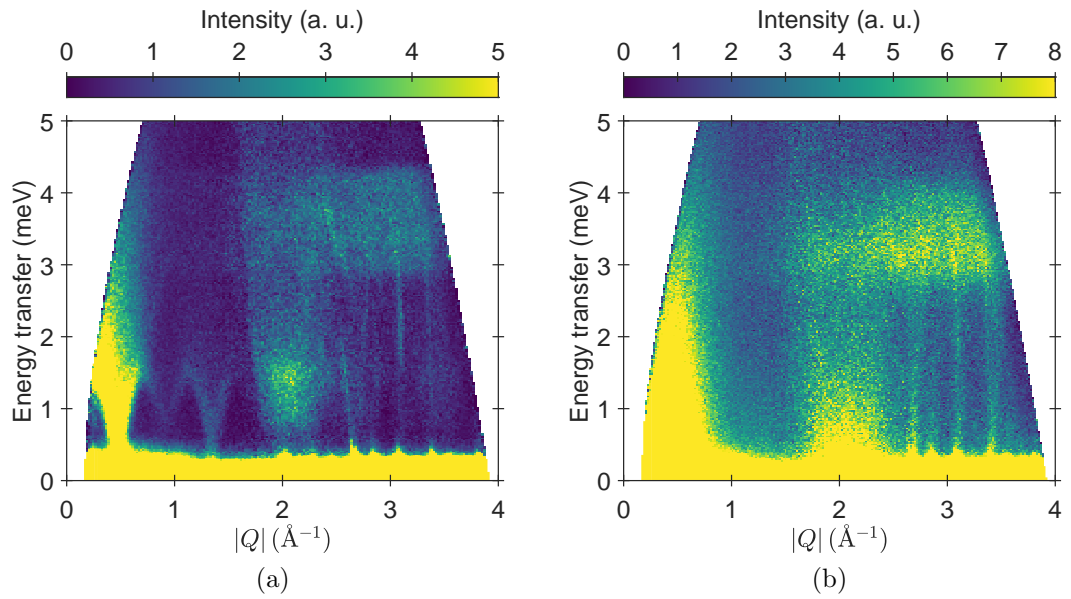 Intensity (a. u.)
0 1 2 3 4 5
5
4
3
2
1
0
Energy transfer (meV)
0 1 2 3 4
|Q| (Å⁻¹)
(a)
Intensity (a. u.)
0 1 2 3 4 5 6 7 8
5
4
3
2
1
0
Energy transfer (meV)
0 1 2 3 4
|Q| (Å⁻¹)
(b)